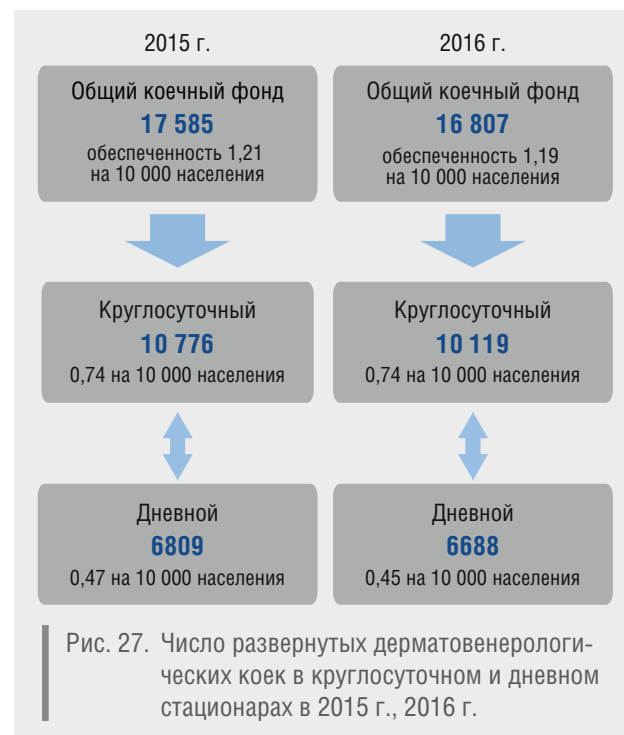 2015 г.
Общий коечный фонд
17 585
обеспеченность 1,21
на 10 000 населения
Круглосуточный
10 776
0,74 на 10 000 населения
Дневной
6809
0,47 на 10 000 населения
2016 г.
Общий коечный фонд
16 807
обеспеченность 1,19
на 10 000 населения
Круглосуточный
10 119
0,74 на 10 000 населения
Дневной
6688
0,45 на 10 000 населения
Рис. 27. Число развернутых дерматовенерологи-
ческих коек в круглосуточном и дневном
стационарах в 2015 г., 2016 г.